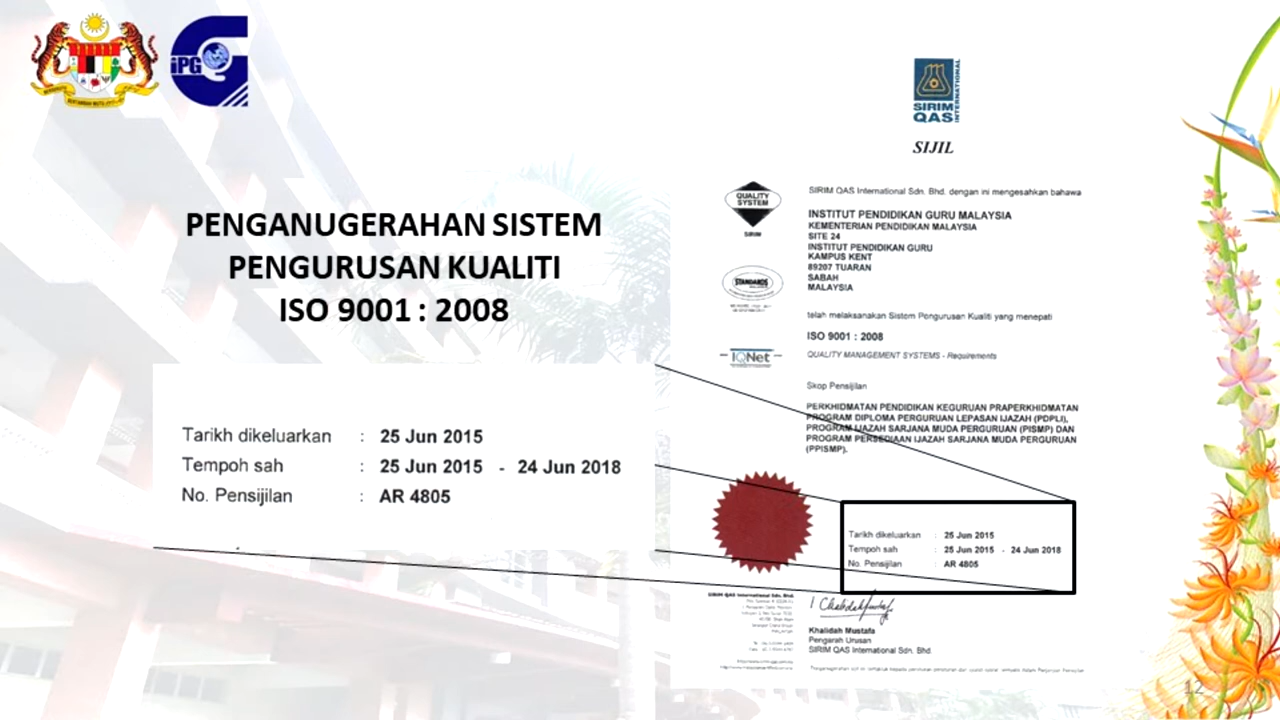 iPG
PENGANUGERAHAN SISTEM
PENGURUSAN KUALITI
ISO 9001 : 2008
Tarikh dikeluarkan : 25 Jun 2015
Tempoh sah : 25 Jun 2015 - 24 Jun 2018
No. Pensijilan : AR 4805
SIRIM
QAS
INTERNATIONAL
SIJIL
QUALITY
SYSTEM
SIRIM
STANDARDS
IQNet
SIRIM QAS International Sdn. Bhd. dengan ini mengesahkan bahawa
INSTITUT PENDIDIKAN GURU MALAYSIA
KEMENTERIAN PENDIDIKAN MALAYSIA
SITE 24
INSTITUT PENDIDIKAN GURU
KAMPUS KENT
89207 TUARAN
SABAH
MALAYSIA
telah melaksanakan Sistem Pengurusan Kualiti yang menepati
ISO 9001 : 2008
QUALITY MANAGEMENT SYSTEMS - Requirements
Skop Pensijilan
PERKHIDMATAN PENDIDIKAN KEGURUAN PRAPERKHIDMATAN
PROGRAM DIPLOMA PERGURUAN LEPASAN IJAZAH (PDPLI),
PROGRAM IJAZAH SARJANA MUDA PERGURUAN (PISMP) DAN
PROGRAM PERSEDIAAN IJAZAH SARJANA MUDA PERGURUAN
(PPISMP).
Tarikh dikeluarkan : 25 Jun 2015
Tempoh sah : 25 Jun 2015 - 24 Jun 2018
No. Pensijilan : AR 4805
SIRIM QAS International Sdn. Bhd.
Khalidah Mustafa
Pengarah Urusan
SIRIM QAS International Sdn. Bhd.
12